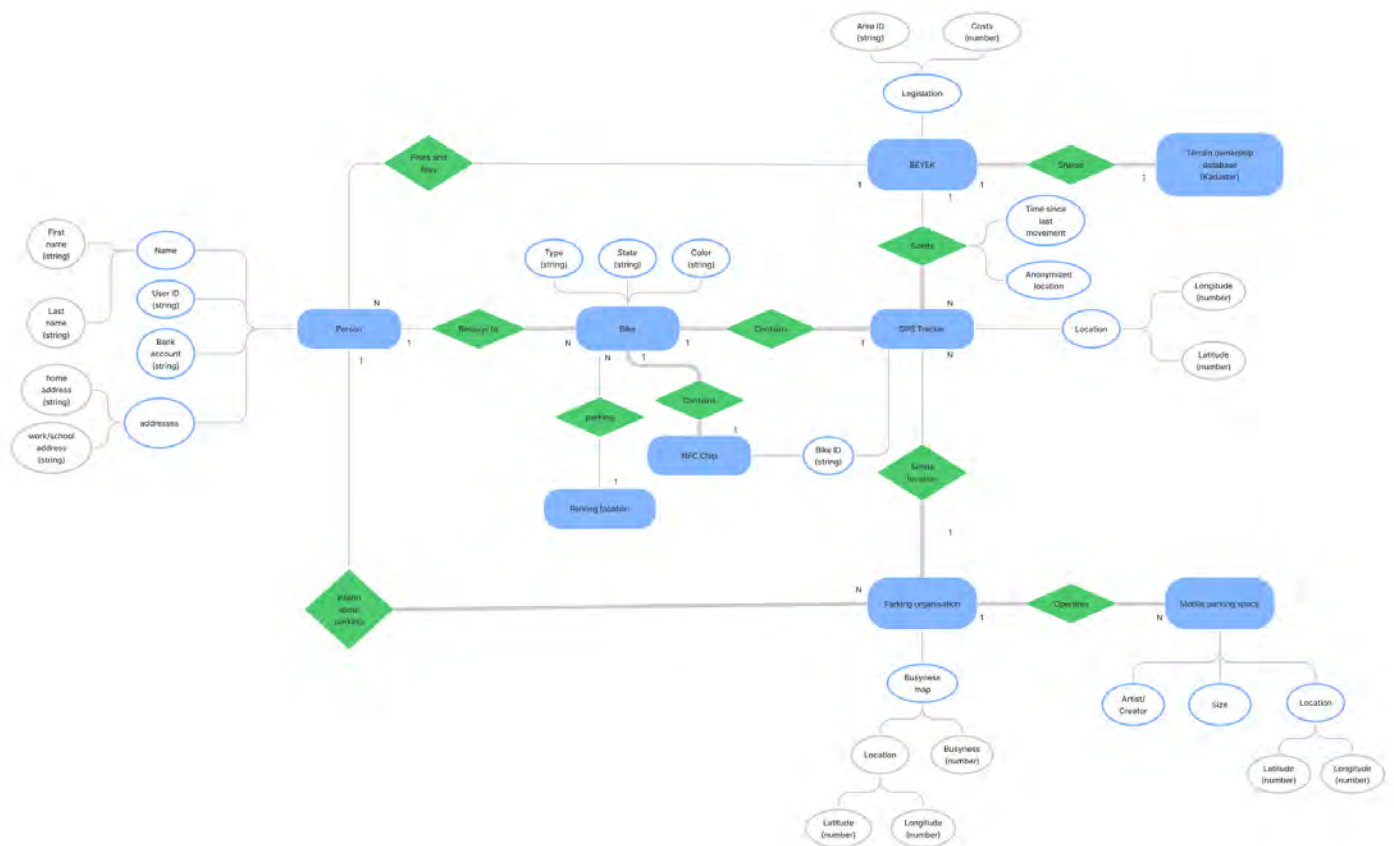 Area ID
(string)
Costs
(number)
Legislation
Fines and
fees
BEYEK
Shares
Terrain ownership
database
(Kadaster)
1
1
1
1
Time since
last
movement
First
name
(string)
Name
Type
(string)
State
(string)
Color
(string)
Sends
Anonymized
location
Longitude
(number)
User ID
(string)
Last
name
(string)
N
N
Person
Belongs to
Bike
Contains
GPS Tracker
Location
1
1
N
N
1
1
1
N
Bank
account
(string)
Latitude
(number)
home
address
(string)
addresses
work/school
address
(string)
parking
Contains
1
NFC Chip
Bike ID
(string)
Sends
location
1
Parking location
1
Inform
about
parking
N
Parking organisation
1
Operates
N
Mobile parking spots
Busyness
map
Artist/
Creator
Size
Location
Location
Busyness
(number)
Latitude
(number)
Longitude
(number)
Latitude
(number)
Longitude
(number)